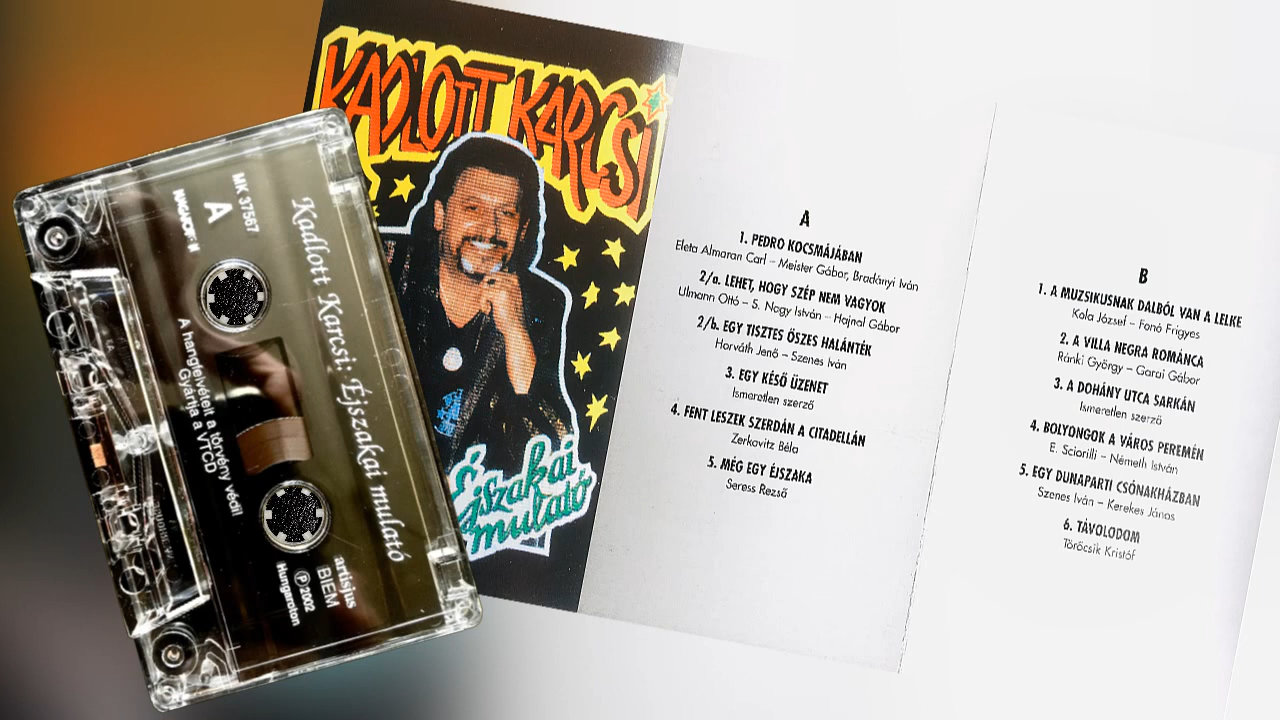 Kadlott Karcsi: Éjszakai mulató
MK 37567
A
HUNGAROTON
A hangfelvételt a törvény védi!
Gyártja a VTCD
artisjus
BIEM
Ⓟ 2002
Hungaroton
KADLOTT KARCSI
Éjszakai
mulató
A
1. PEDRO KOCSMÁJÁBAN
Eleta Almaran Carl – Meister Gábor, Bradányi Iván
2/a. LEHET, HOGY SZÉP NEM VAGYOK
Ulmann Ottó – S. Nagy István – Hajnal Gábor
2/b. EGY TISZTES ŐSZES HALÁNTÉK
Horváth Jenő – Szenes Iván
3. EGY KÉSŐ ÜZENET
Ismeretlen szerző
4. FENT LESZEK SZERDÁN A CITADELLÁN
Zerkovitz Béla
5. MÉG EGY ÉJSZAKA
Seress Rezső
B
1. A MUZSIKUSNAK DALBÓL VAN A LELKE
Kola József – Fonó Frigyes
2. A VILLA NEGRA ROMÁNCA
Ránki György – Garai Gábor
3. A DOHÁNY UTCA SARKÁN
Ismeretlen szerző
4. BOLYONGOK A VÁROS PEREMÉN
E. Sciorilli – Németh István
5. EGY DUNAPARTI CSÓNAKHÁZBAN
Szenes Iván – Kerekes János
6. TÁVOLODOM
Törőcsik Kristóf